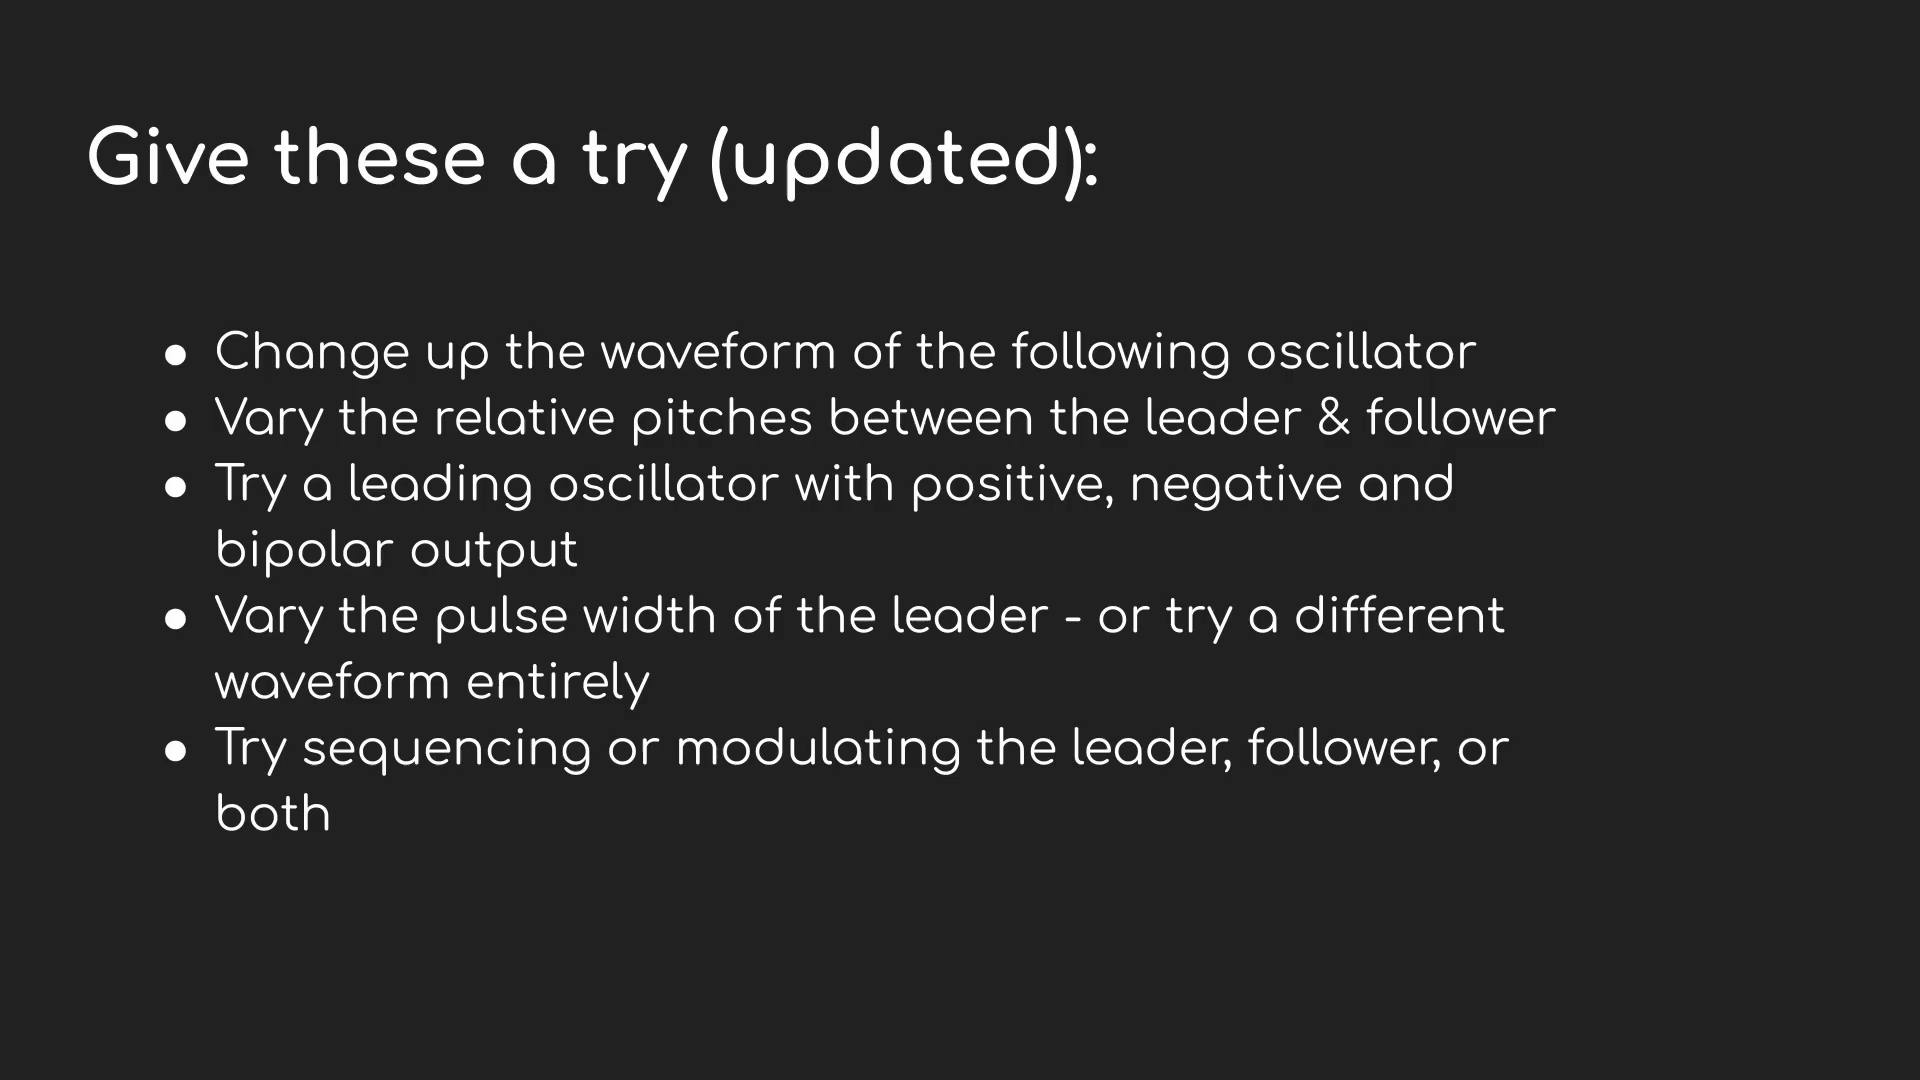 Give these a try (updated):
● Change up the waveform of the following oscillator
● Vary the relative pitches between the leader & follower
● Try a leading oscillator with positive, negative and
bipolar output
● Vary the pulse width of the leader - or try a different
waveform entirely
● Try sequencing or modulating the leader, follower, or
both